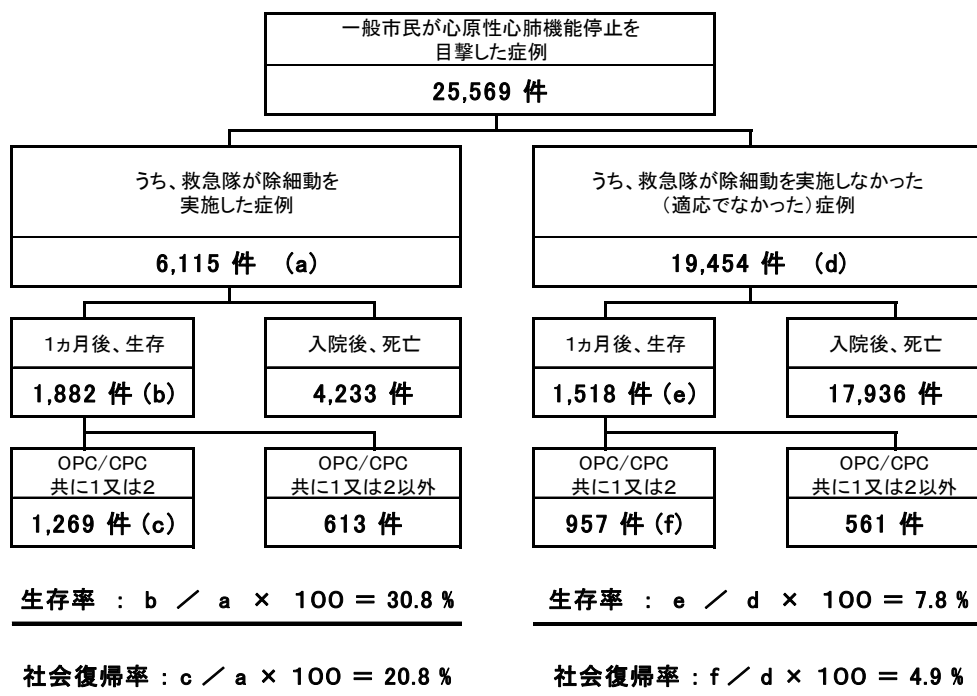 一般市民が心原性心肺機能停止を
目撃した症例
25,569 件
うち、救急隊が除細動を
実施した症例
6,115 件 (a)
うち、救急隊が除細動を実施しなかった
（適応でなかった）症例
19,454 件 (d)
1ヵ月後、生存
1,882 件 (b)
入院後、死亡
4,233 件
1ヵ月後、生存
1,518 件 (e)
入院後、死亡
17,936 件
OPC/CPC
共に1又は2
1,269 件 (c)
OPC/CPC
共に1又は2以外
613 件
OPC/CPC
共に1又は2
957 件 (f)
OPC/CPC
共に1又は2以外
561 件
生存率 : b ／ a × 100 ＝ 30.8 %
生存率 : e ／ d × 100 ＝ 7.8 %
社会復帰率 : c ／ a × 100 ＝ 20.8 %
社会復帰率 : f ／ d × 100 ＝ 4.9 %